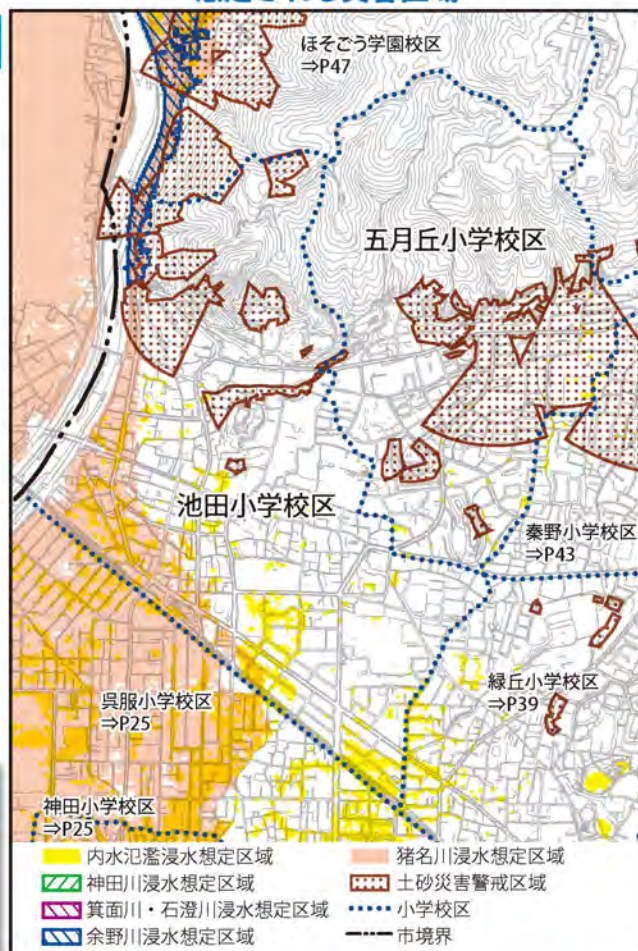 ほそごう学園校区
⇒P47
五月丘小学校区
池田小学校区
秦野小学校区
⇒P43
緑丘小学校区
⇒P39
呉服小学校区
⇒P25
神田小学校区
⇒P25
内水氾濫浸水想定区域
神田川浸水想定区域
箕面川・石澄川浸水想定区域
余野川浸水想定区域
猪名川浸水想定区域
土砂災害警戒区域
小学校区
市境界